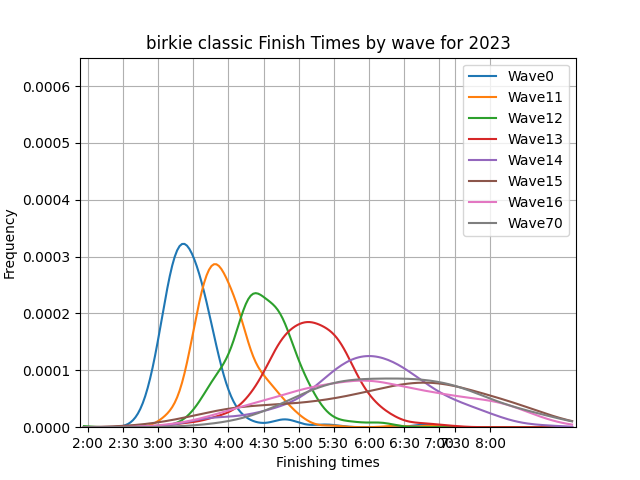 birkie classic Finish Times by wave for 2023
Frequency
0.0006
0.0005
0.0004
0.0003
0.0002
0.0001
0.0000
Wave0
Wave11
Wave12
Wave13
Wave14
Wave15
Wave16
Wave70
2:00 2:30 3:00 3:30 4:00 4:30 5:00 5:30 6:00 6:30 7:00 7:30 8:00
Finishing times